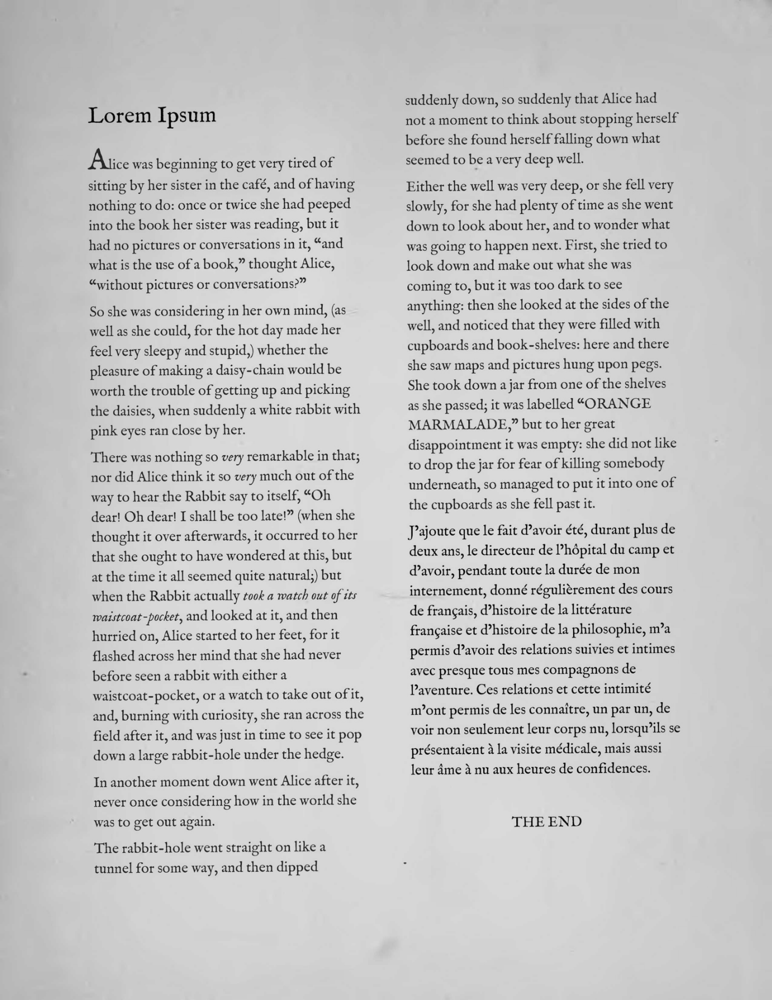 Lorem Ipsum
Alice was beginning to get very tired of
sitting by her sister in the café, and of having
nothing to do: once or twice she had peeped
into the book her sister was reading, but it
had no pictures or conversations in it, “and
what is the use of a book,” thought Alice,
“without pictures or conversations?”
So she was considering in her own mind, (as
well as she could, for the hot day made her
feel very sleepy and stupid,) whether the
pleasure of making a daisy-chain would be
worth the trouble of getting up and picking
the daisies, when suddenly a white rabbit with
pink eyes ran close by her.
There was nothing so very remarkable in that;
nor did Alice think it so very much out of the
way to hear the Rabbit say to itself, “Oh
dear! Oh dear! I shall be too late!” (when she
thought it over afterwards, it occurred to her
that she ought to have wondered at this, but
at the time it all seemed quite natural;) but
when the Rabbit actually took a watch out of its
waistcoat-pocket, and looked at it, and then
hurried on, Alice started to her feet, for it
flashed across her mind that she had never
before seen a rabbit with either a
waistcoat-pocket, or a watch to take out of it,
and, burning with curiosity, she ran across the
field after it, and was just in time to see it pop
down a large rabbit-hole under the hedge.
In another moment down went Alice after it,
never once considering how in the world she
was to get out again.
The rabbit-hole went straight on like a
tunnel for some way, and then dipped
suddenly down, so suddenly that Alice had
not a moment to think about stopping herself
before she found herself falling down what
seemed to be a very deep well.
Either the well was very deep, or she fell very
slowly, for she had plenty of time as she went
down to look about her, and to wonder what
was going to happen next. First, she tried to
look down and make out what she was
coming to, but it was too dark to see
anything: then she looked at the sides of the
well, and noticed that they were filled with
cupboards and book-shelves: here and there
she saw maps and pictures hung upon pegs.
She took down a jar from one of the shelves
as she passed; it was labelled “ORANGE
MARMALADE,” but to her great
disappointment it was empty: she did not like
to drop the jar for fear of killing somebody
underneath, so managed to put it into one of
the cupboards as she fell past it.
J’ajoute que le fait d’avoir été, durant plus de
deux ans, le directeur de l’hôpital du camp et
d’avoir, pendant toute la durée de mon
internement, donné régulièrement des cours
de français, d’histoire de la littérature
française et d’histoire de la philosophie, m’a
permis d’avoir des relations suivies et intimes
avec presque tous mes compagnons de
l’aventure. Ces relations et cette intimité
m’ont permis de les connaître, un par un, de
voir non seulement leur corps nu, lorsqu’ils se
présentaient à la visite médicale, mais aussi
leur âme à nu aux heures de confidences.
THE END